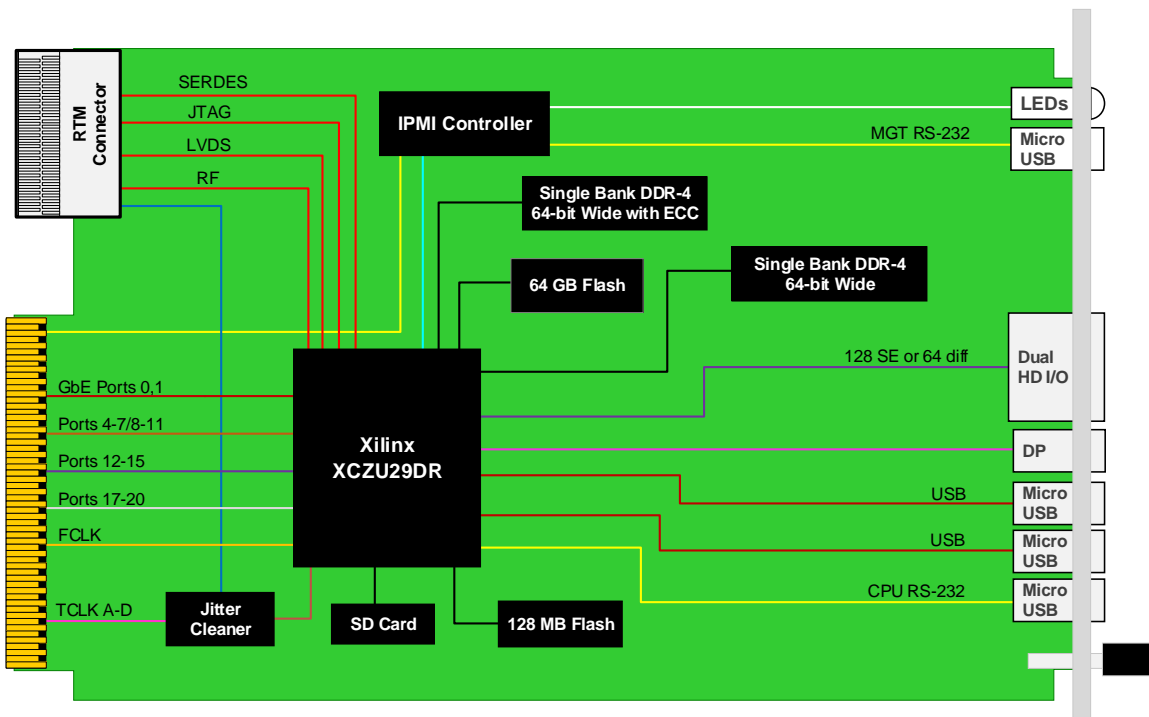 SERDES
JTAG
LVDS
RF
RTM
Connector
IPMI Controller
LEDs
MGT RS-232
Micro
USB
Single Bank DDR-4
64-bit Wide with ECC
64 GB Flash
Single Bank DDR-4
64-bit Wide
128 SE or 64 diff
Dual
HD I/O
GbE Ports 0,1
Ports 4-7/8-11
Ports 12-15
Ports 17-20
FCLK
TCLK A-D
Xilinx
XCZU29DR
DP
USB
Micro
USB
USB
Micro
USB
CPU RS-232
Micro
USB
Jitter
Cleaner
SD Card
128 MB Flash